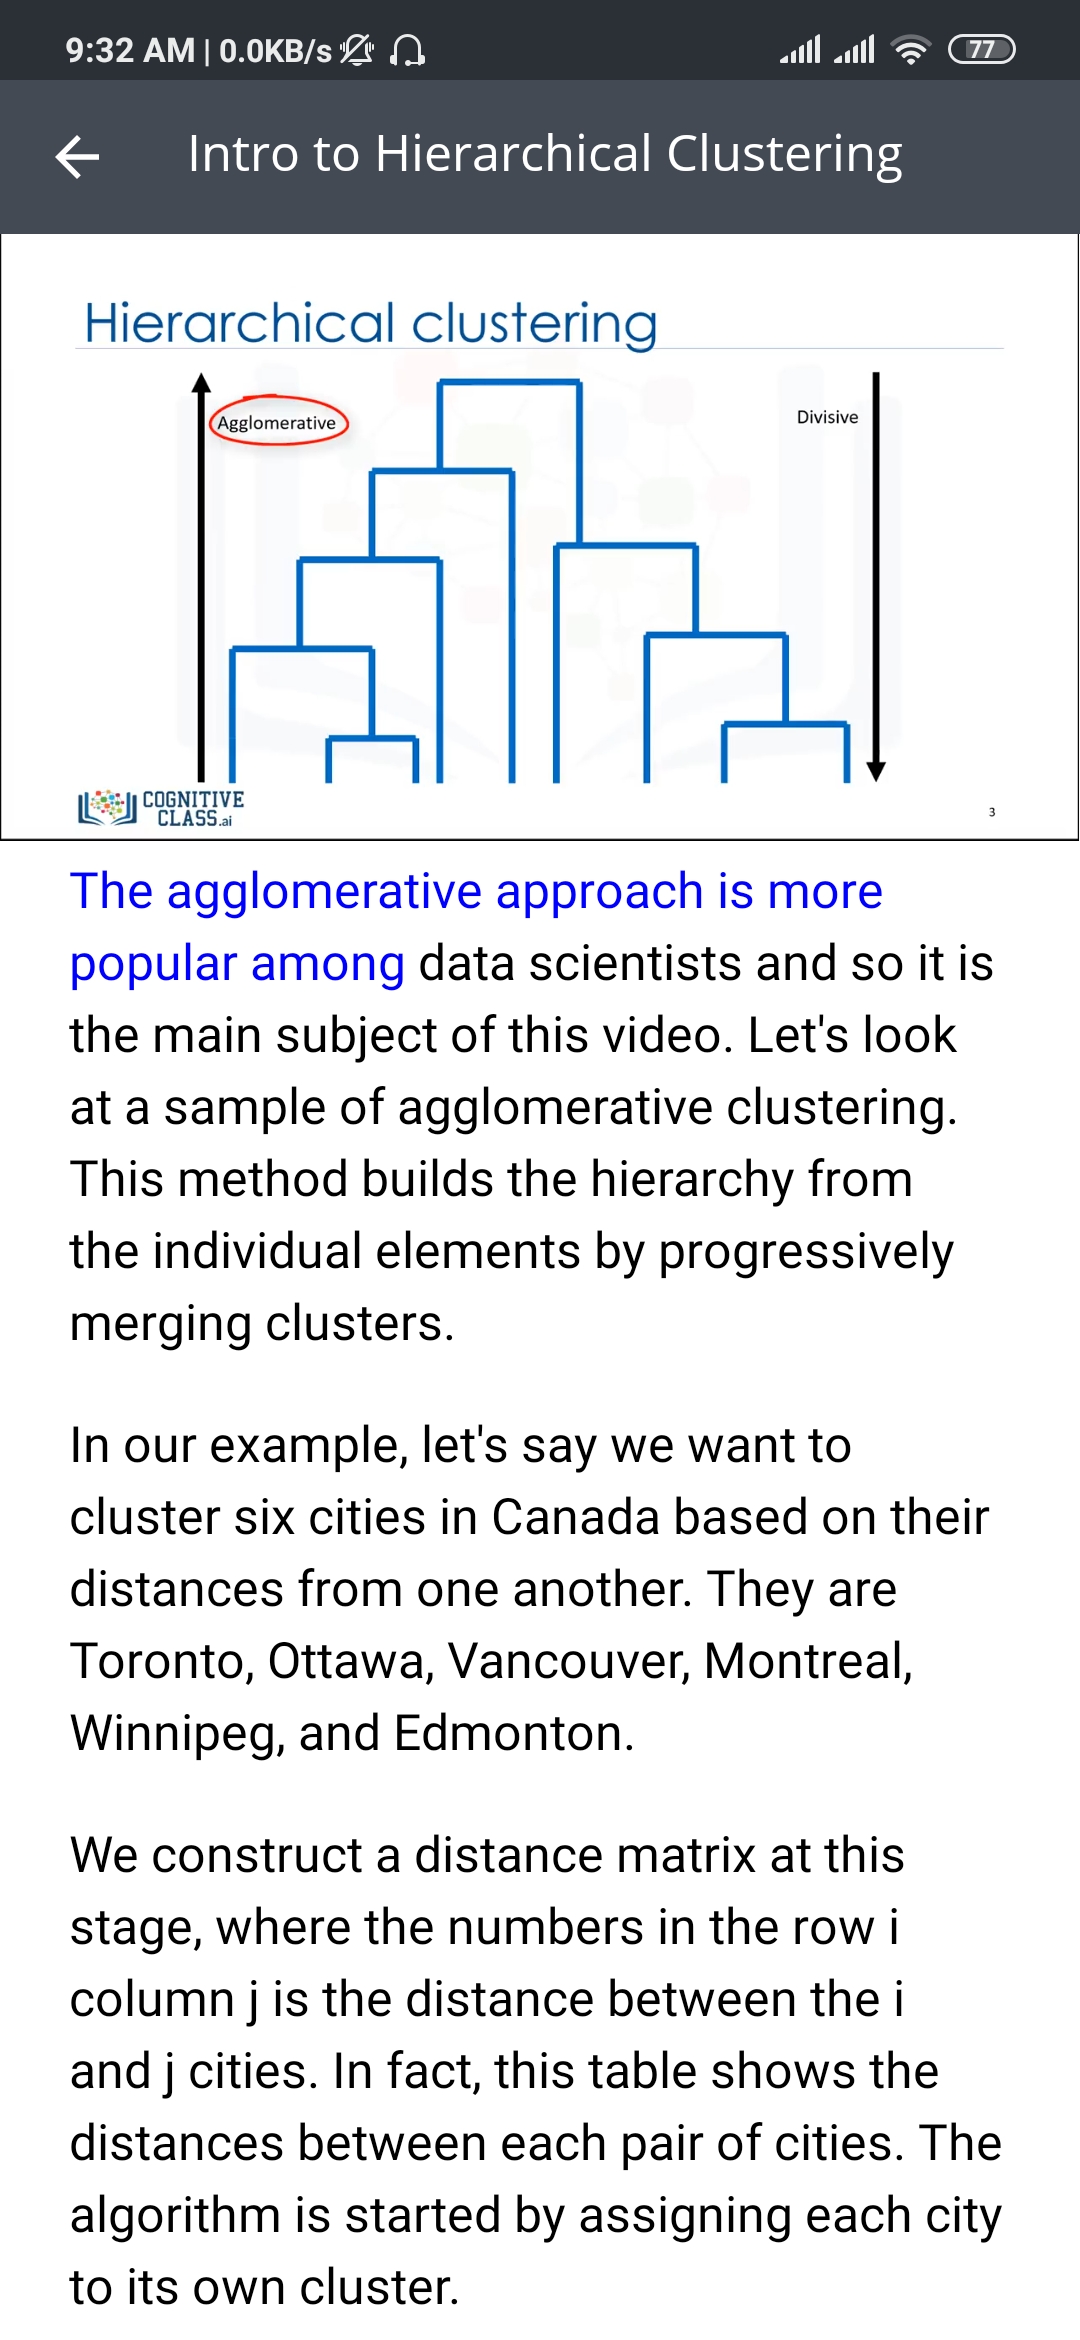 9:32 AM | 0.0KB/s
77
Intro to Hierarchical Clustering
Hierarchical clustering
Agglomerative
Divisive
COGNITIVE
CLASS.ai
3
The agglomerative approach is more
popular among data scientists and so it is
the main subject of this video. Let's look
at a sample of agglomerative clustering.
This method builds the hierarchy from
the individual elements by progressively
merging clusters.
In our example, let's say we want to
cluster six cities in Canada based on their
distances from one another. They are
Toronto, Ottawa, Vancouver, Montreal,
Winnipeg, and Edmonton.
We construct a distance matrix at this
stage, where the numbers in the row i
column j is the distance between the i
and j cities. In fact, this table shows the
distances between each pair of cities. The
algorithm is started by assigning each city
to its own cluster.